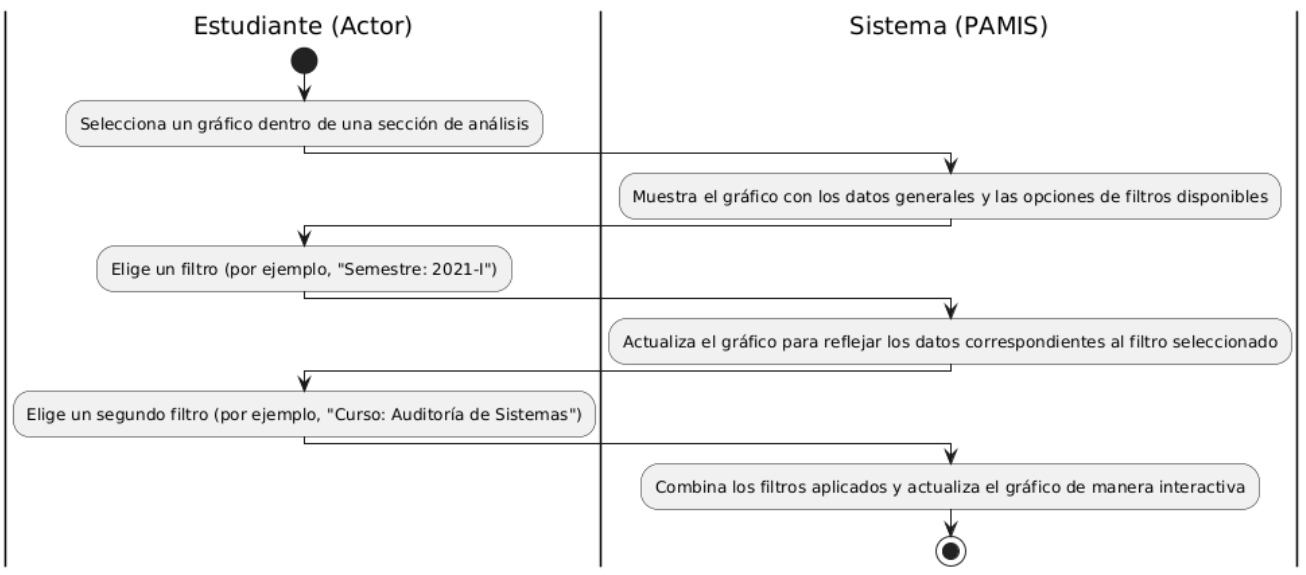 Estudiante (Actor)
Sistema (PAMIS)
Selecciona un gráfico dentro de una sección de análisis
Muestra el gráfico con los datos generales y las opciones de filtros disponibles
Elige un filtro (por ejemplo, "Semestre: 2021-I")
Actualiza el gráfico para reflejar los datos correspondientes al filtro seleccionado
Elige un segundo filtro (por ejemplo, "Curso: Auditoría de Sistemas")
Combina los filtros aplicados y actualiza el gráfico de manera interactiva